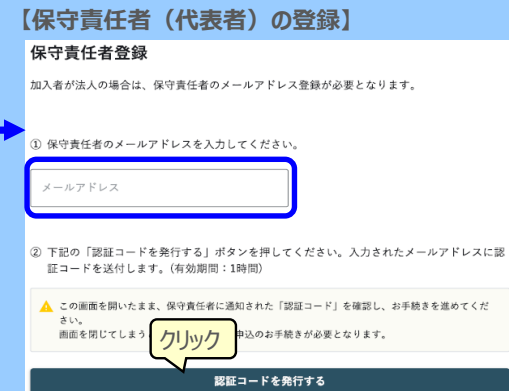 【保守責任者（代表者）の登録】
保守責任者登録
加入者が法人の場合は、保守責任者のメールアドレス登録が必要となります。
① 保守責任者のメールアドレスを入力してください。
メールアドレス
② 下記の「認証コードを発行する」ボタンを押してください。入力されたメールアドレスに認
証コードを送付します。(有効期間：1時間)
この画面を開いたまま、保守責任者に通知された「認証コード」を確認し、お手続きを進めてくだ
さい。
画面を閉じてしまう
申込のお手続きが必要となります。
クリック
認証コードを発行する